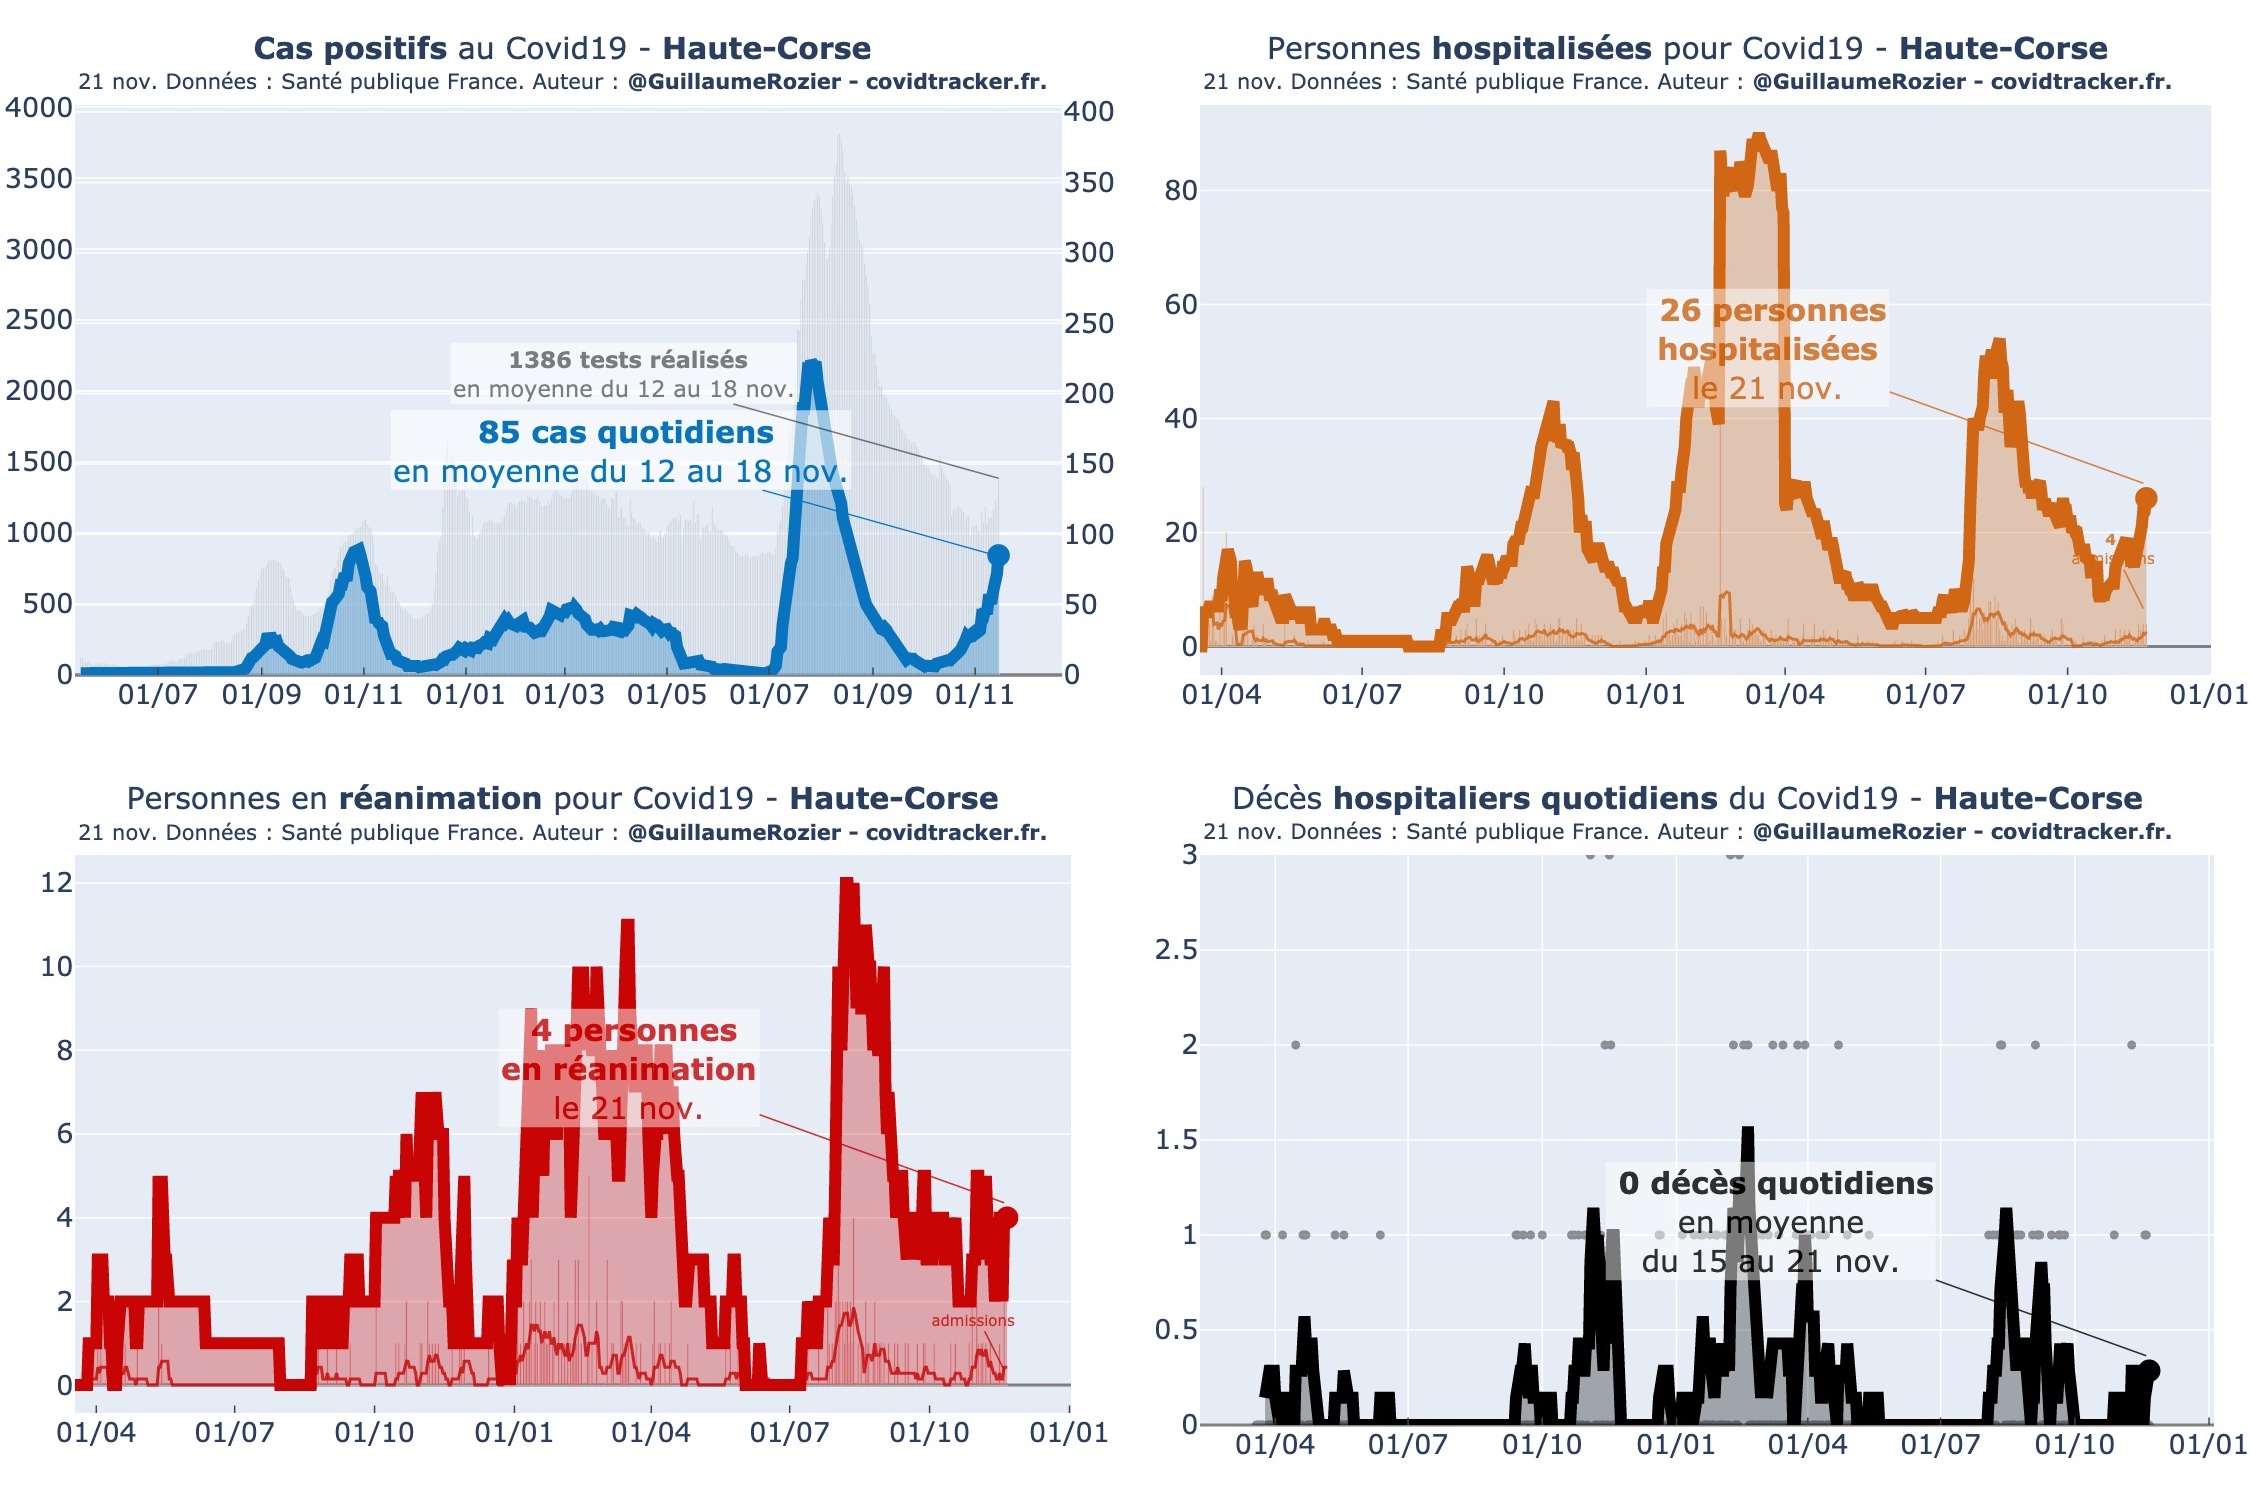 Cas positifs au Covid19 - Haute-Corse
21 nov. Données : Santé publique France. Auteur : @GuillaumeRozier - covidtracker.fr.
4000
3500
3000
2500
2000
1500
1000
500
0
400
350
300
250
200
150
100
50
0
1386 tests réalisés
en moyenne du 12 au 18 nov.
85 cas quotidiens
en moyenne du 12 au 18 nov.
01/07 01/09 01/11 01/01 01/03 01/05 01/07 01/09 01/11
Personnes hospitalisées pour Covid19 - Haute-Corse
21 nov. Données : Santé publique France. Auteur : @GuillaumeRozier - covidtracker.fr.
80
60
40
20
0
26 personnes
hospitalisées
le 21 nov.
4
admissions
01/04 01/07 01/10 01/01 01/04 01/07 01/10 01/01
Personnes en réanimation pour Covid19 - Haute-Corse
21 nov. Données : Santé publique France. Auteur : @GuillaumeRozier - covidtracker.fr.
12
10
8
6
4
2
0
4 personnes
en réanimation
le 21 nov.
admissions
01/04 01/07 01/10 01/01 01/04 01/07 01/10 01/01
Décès hospitaliers quotidiens du Covid19 - Haute-Corse
21 nov. Données : Santé publique France. Auteur : @GuillaumeRozier - covidtracker.fr.
3
2.5
2
1.5
1
0.5
0
0 décès quotidiens
en moyenne
du 15 au 21 nov.
01/04 01/07 01/10 01/01 01/04 01/07 01/10 01/01